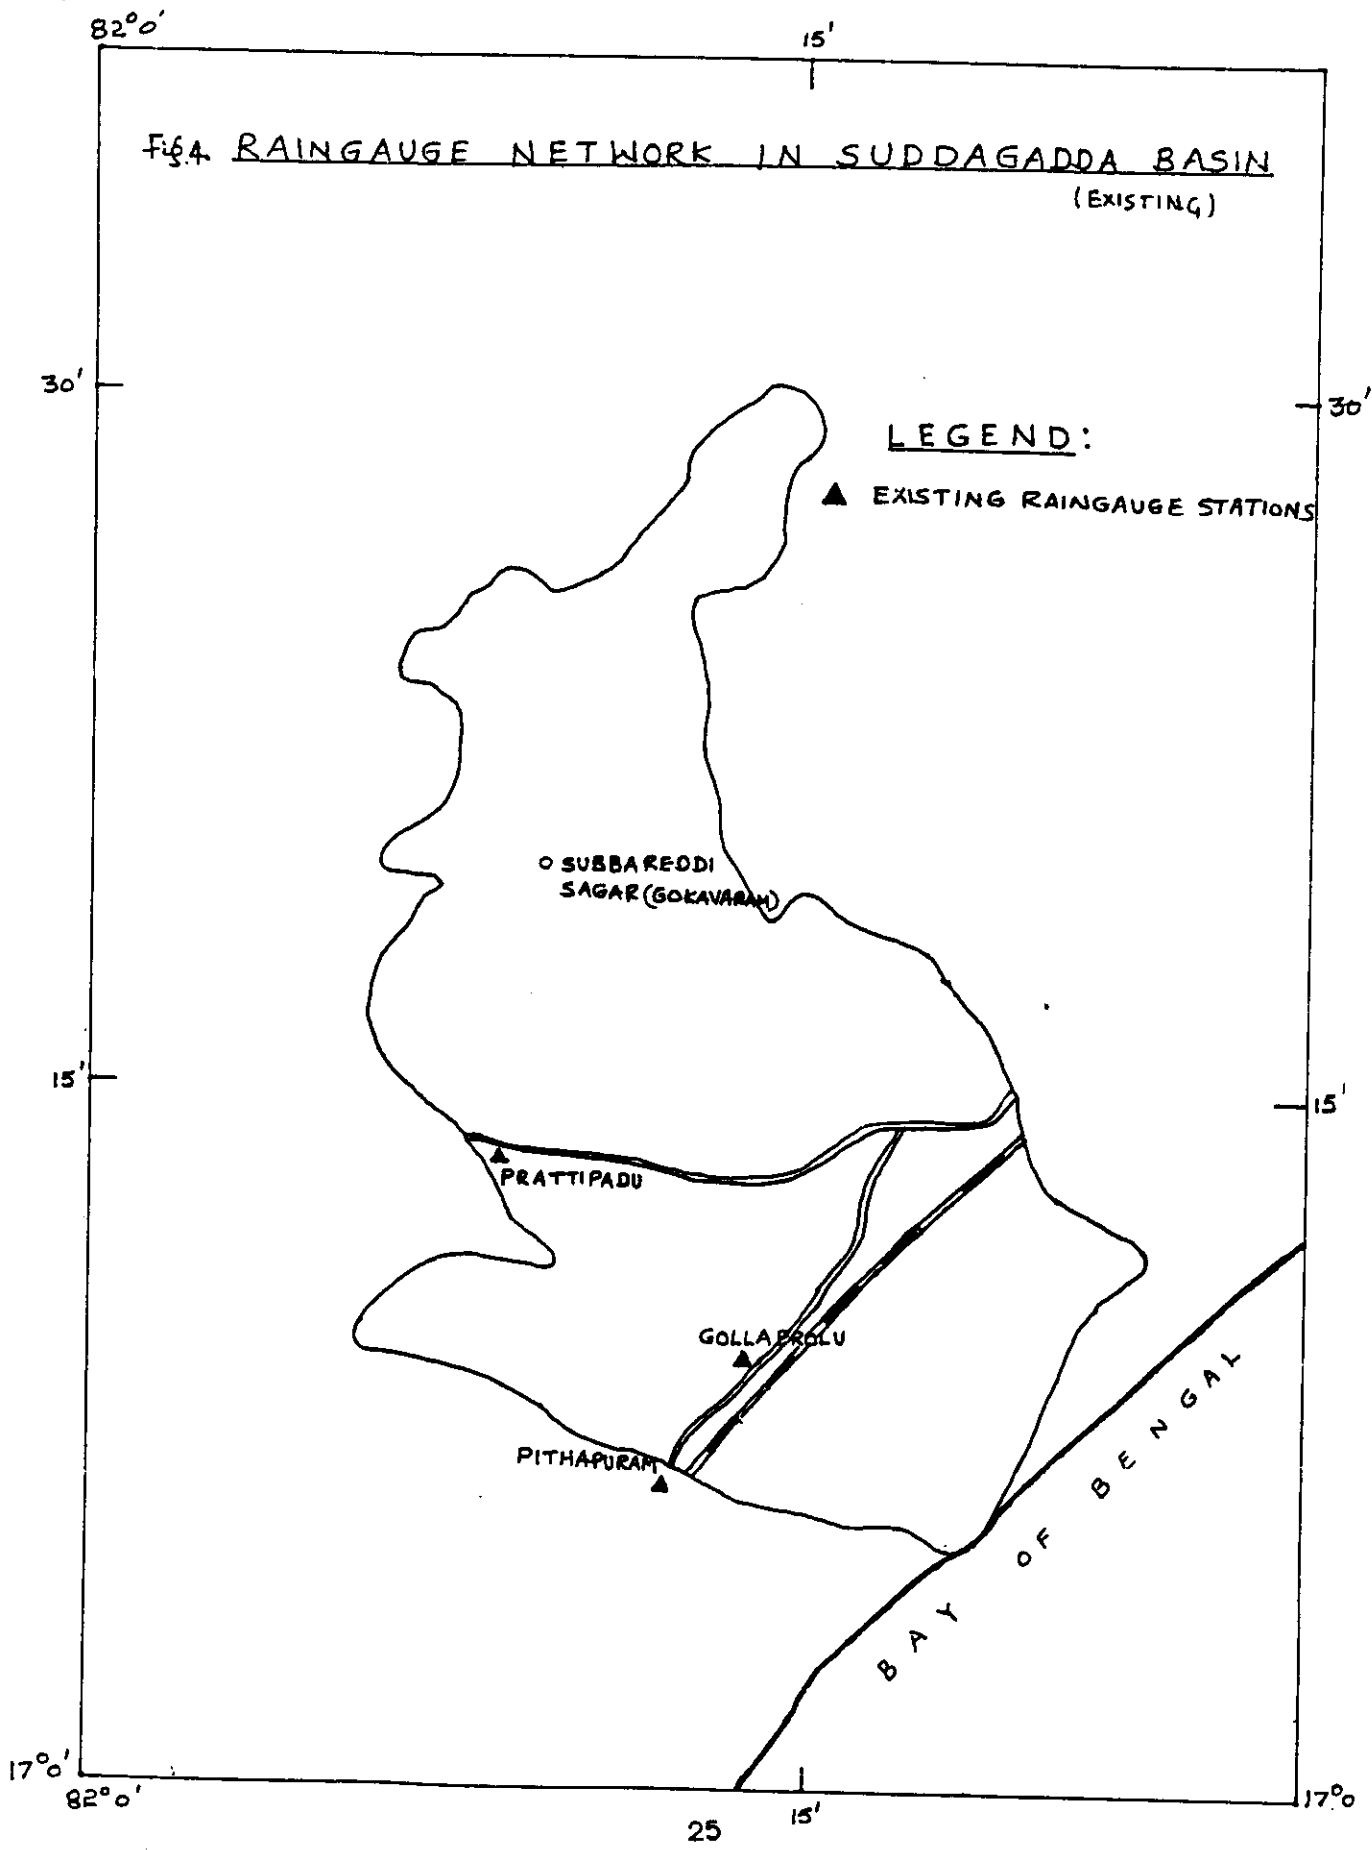 82°0'
15'
Fig.4. RAINGAUGE NETWORK IN SUDDAGADDA BASIN
(EXISTING)
30'
30'
LEGEND:
▲ EXISTING RAINGAUGE STATIONS
SUBBAREDDI
SAGAR (GOKAVARAM)
15'
15'
PRATTIPADU
GOLLAPROLU
PITHAPURAM
BAY OF BENGAL
17°0'
82°0'
15'
17°0
25